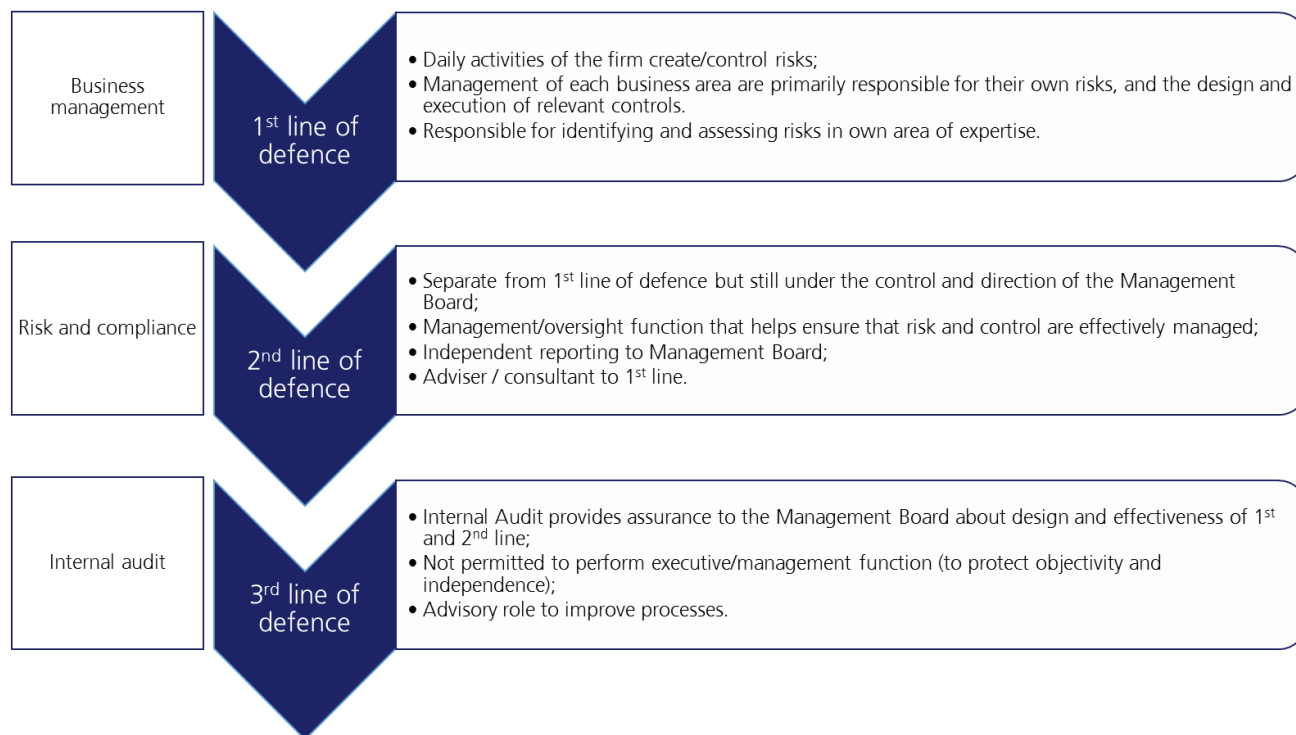 Business
management
1st line of
defence
• Daily activities of the firm create/control risks;
• Management of each business area are primarily responsible for their own risks, and the design and
execution of relevant controls.
• Responsible for identifying and assessing risks in own area of expertise.
Risk and compliance
2nd line of
defence
• Separate from 1st line of defence but still under the control and direction of the Management
Board;
• Management/oversight function that helps ensure that risk and control are effectively managed;
• Independent reporting to Management Board;
• Adviser / consultant to 1st line.
Internal audit
3rd line of
defence
• Internal Audit provides assurance to the Management Board about design and effectiveness of 1st
and 2nd line;
• Not permitted to perform executive/management function (to protect objectivity and
independence);
• Advisory role to improve processes.